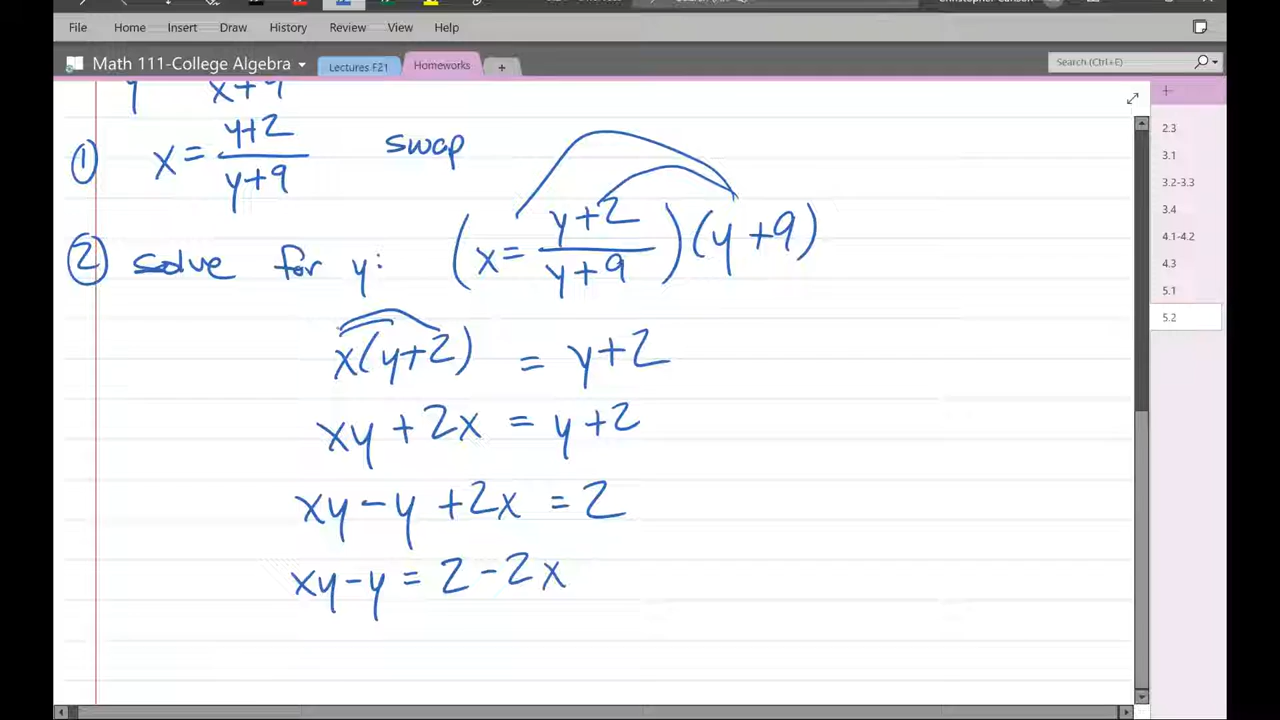 File Home Insert Draw History Review View Help
Math 111-College Algebra Lectures F21 Homeworks + Search (Ctrl+E)
y x+9
① x = y+2 / y+9 swap
② solve for y: (x = y+2 / y+9)(y+9)
x(y+2) = y+2
xy + 2x = y+2
xy - y + 2x = 2
xy - y = 2 - 2x
+
2.3
3.1
3.2-3.3
3.4
4.1-4.2
4.3
5.1
5.2